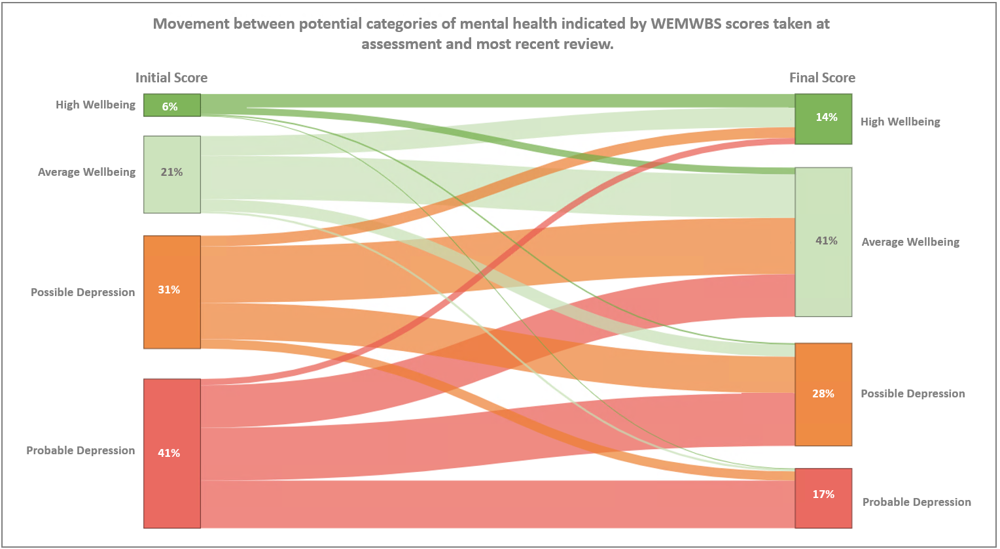 Movement between potential categories of mental health indicated by WEMWBS scores taken at
assessment and most recent review.
Initial Score
Final Score
High Wellbeing
6%
14%
High Wellbeing
Average Wellbeing
21%
41%
Average Wellbeing
Possible Depression
31%
28%
Possible Depression
Probable Depression
41%
17%
Probable Depression